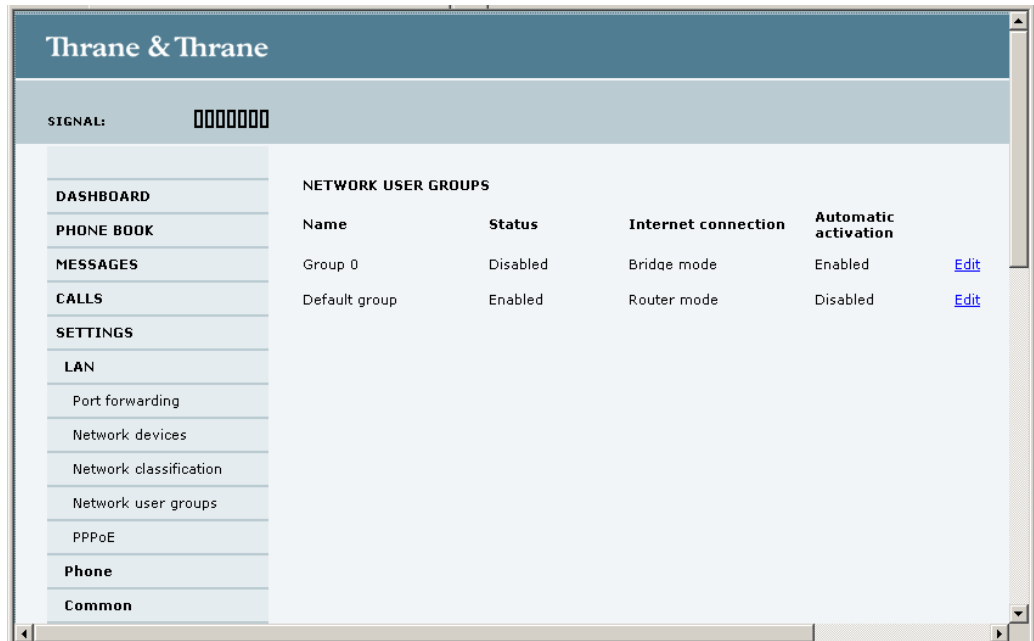 Thrane & Thrane
SIGNAL:
DASHBOARD
PHONE BOOK
MESSAGES
CALLS
SETTINGS
LAN
Port forwarding
Network devices
Network classification
Network user groups
PPPoE
Phone
Common
NETWORK USER GROUPS
Name Status Internet connection Automatic activation
Group 0 Disabled Bridge mode Enabled Edit
Default group Enabled Router mode Disabled Edit